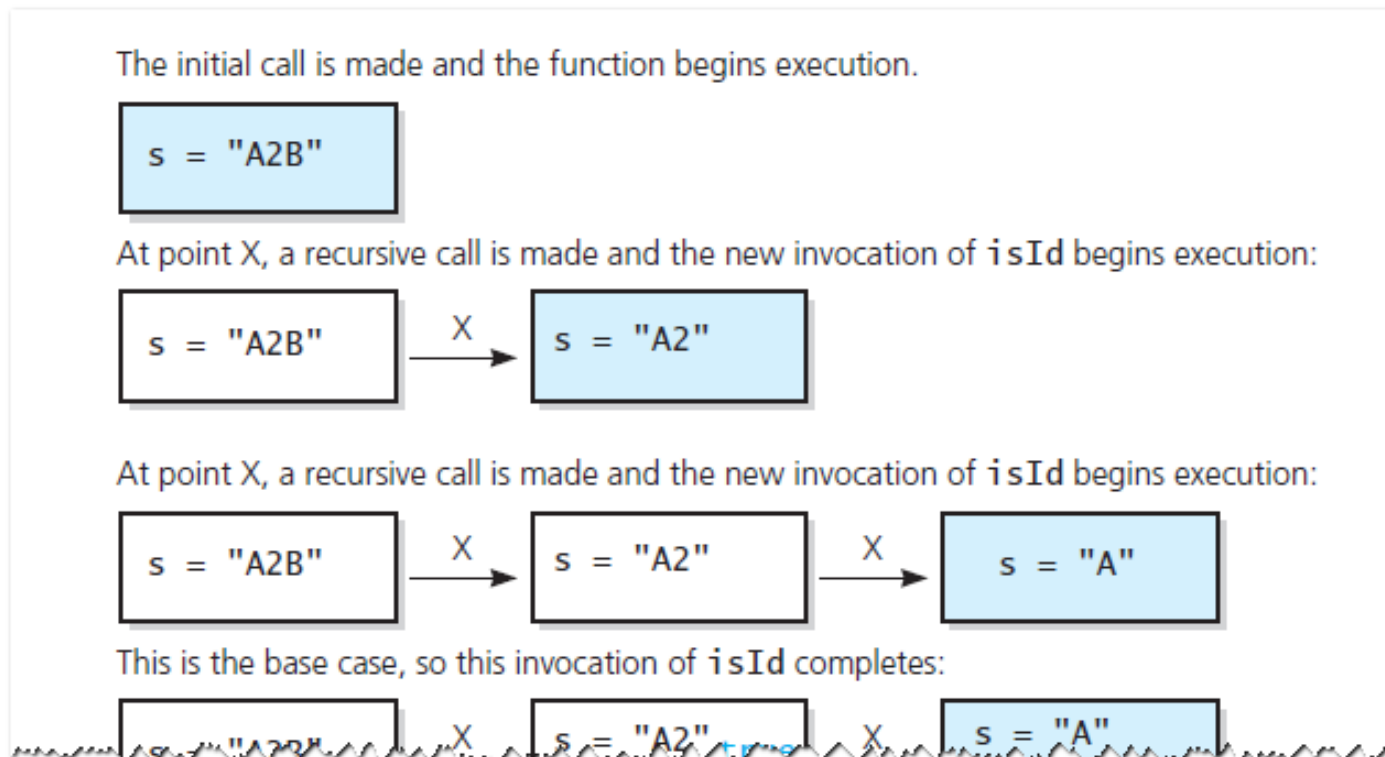 The initial call is made and the function begins execution.
s = "A2B"
At point X, a recursive call is made and the new invocation of isId begins execution:
s = "A2B" X s = "A2"
At point X, a recursive call is made and the new invocation of isId begins execution:
s = "A2B" X s = "A2" X s = "A"
This is the base case, so this invocation of isId completes:
X s = "A2" X s = "A"